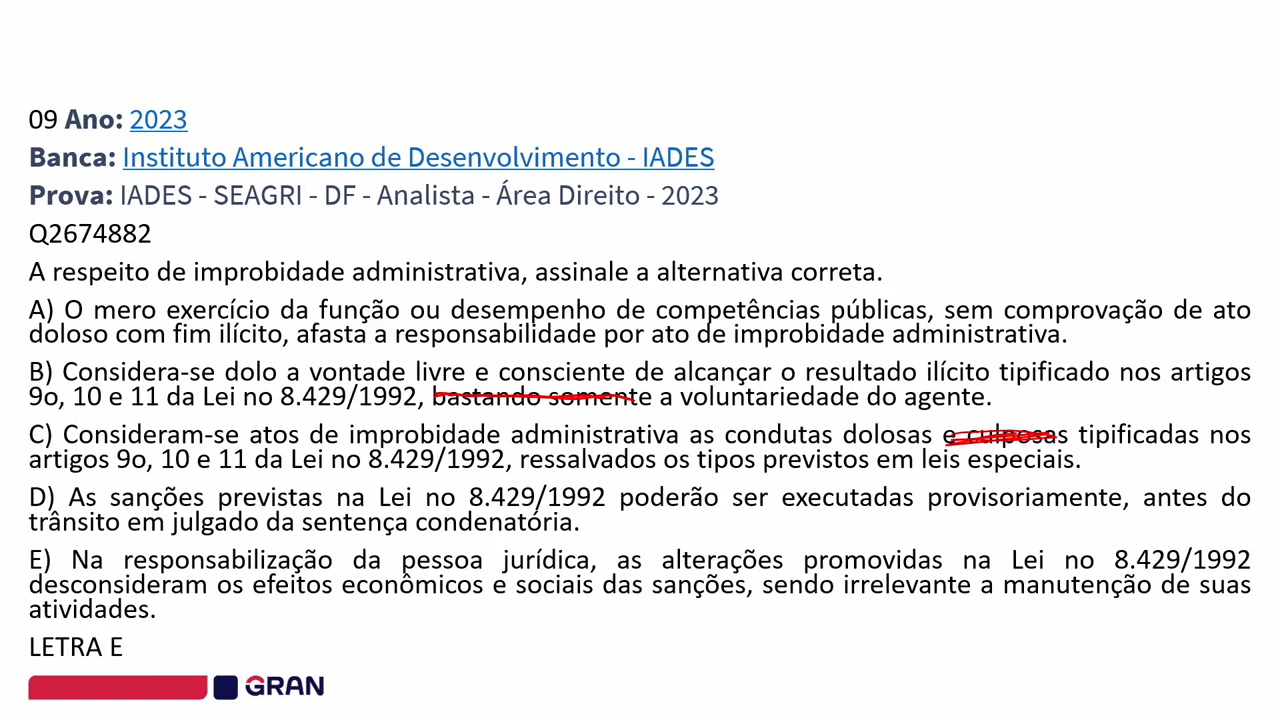 09 Ano: 2023
Banca: Instituto Americano de Desenvolvimento - IADES
Prova: IADES - SEAGRI - DF - Analista - Área Direito - 2023
Q2674882
A respeito de improbidade administrativa, assinale a alternativa correta.
A) O mero exercício da função ou desempenho de competências públicas, sem comprovação de ato
doloso com fim ilícito, afasta a responsabilidade por ato de improbidade administrativa.
B) Considera-se dolo a vontade livre e consciente de alcançar o resultado ilícito tipificado nos artigos
9o, 10 e 11 da Lei no 8.429/1992, bastando somente a voluntariedade do agente.
C) Consideram-se atos de improbidade administrativa as condutas dolosas e culposas tipificadas nos
artigos 9o, 10 e 11 da Lei no 8.429/1992, ressalvados os tipos previstos em leis especiais.
D) As sanções previstas na Lei no 8.429/1992 poderão ser executadas provisoriamente, antes do
trânsito em julgado da sentença condenatória.
E) Na responsabilização da pessoa jurídica, as alterações promovidas na Lei no 8.429/1992
desconsideram os efeitos econômicos e sociais das sanções, sendo irrelevante a manutenção de suas
atividades.
LETRA E
GRAN